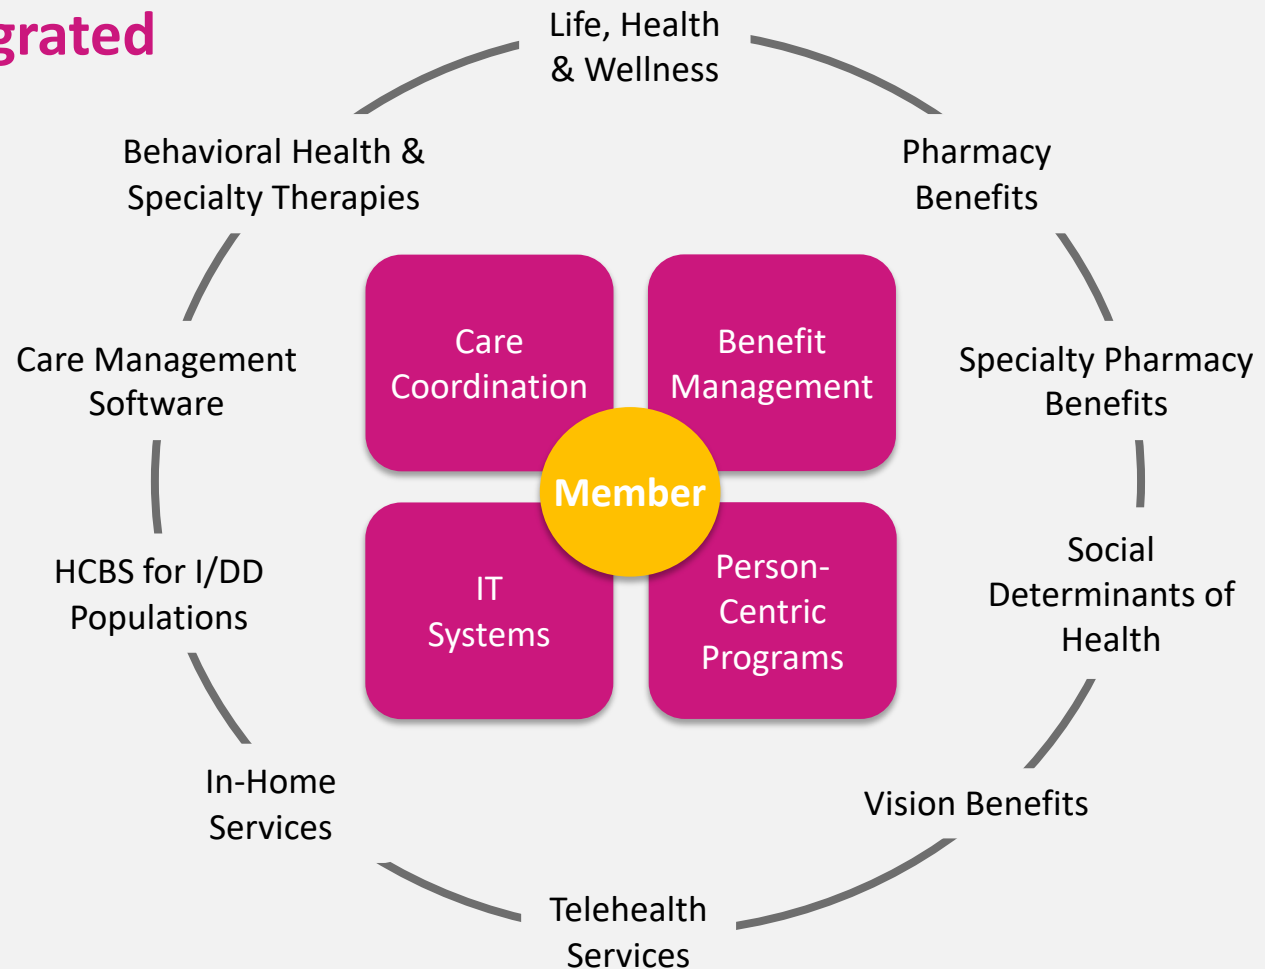 grated
Life, Health
& Wellness
Behavioral Health &
Specialty Therapies
Pharmacy
Benefits
Care
Coordination
Benefit
Management
Care Management
Software
Specialty Pharmacy
Benefits
Member
HCBS for I/DD
Populations
IT
Systems
Person-
Centric
Programs
Social
Determinants of
Health
In-Home
Services
Vision Benefits
Telehealth
Services